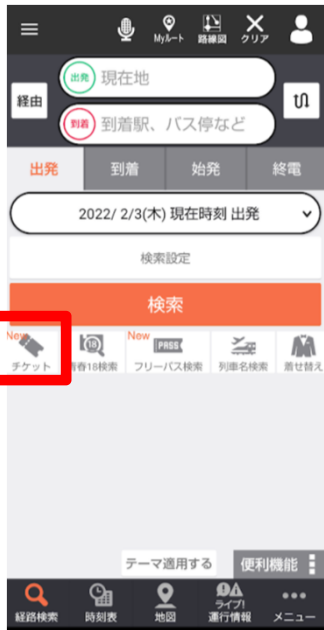 Myルート 路線図 クリア
経由
出発 現在地
到着 到着駅、バス停など
出発 到着 始発 終電
2022/ 2/3(木) 現在時刻 出発
検索設定
検索
New New
チケット 青春18検索 フリーパス検索 列車名検索 着せ替え
18 PASS
テーマ適用する 便利機能
経路検索 時刻表 地図 ライブ!運行情報 メニュー